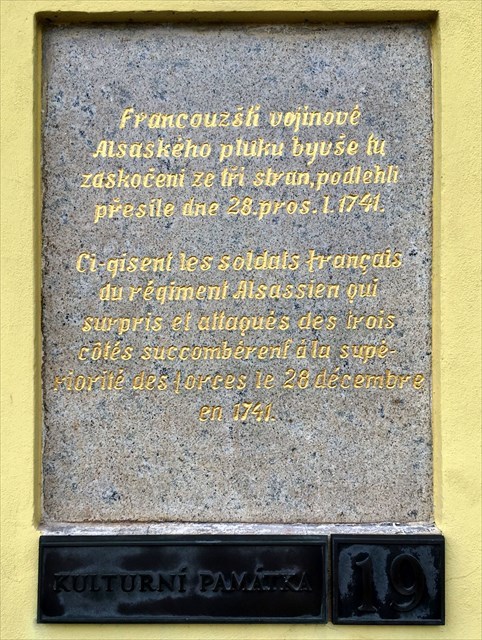 Francouzští vojínové
Alsaského pluku byvše tu
zaskočeni ze tří stran, podlehli
přesile dne 28. pros. l. 1741.
Ci-gisent les soldats français
du régiment Alsassien qui
surpris et attaqués des trois
côtés succombérent à la supé-
riorité des forces le 28 décembre
en 1741.
KULTURNÍ PAMÁTKA
19